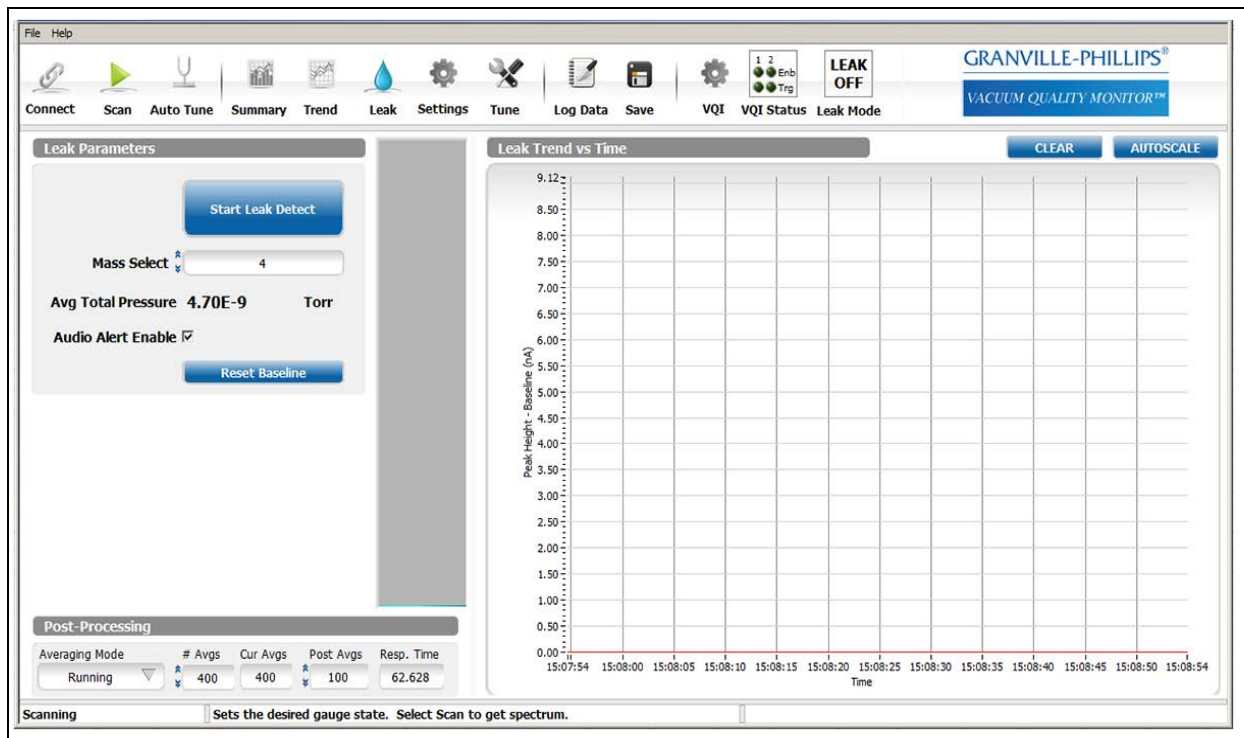 File Help
Connect Scan Auto Tune Summary Trend Leak Settings Tune Log Data Save VQI VQI Status Leak Mode
1 2
Enb
Trg
LEAK
OFF
GRANVILLE-PHILLIPS®
VACUUM QUALITY MONITOR™
Leak Parameters
Start Leak Detect
Mass Select 4
Avg Total Pressure 4.70E-9 Torr
Audio Alert Enable
Reset Baseline
Post-Processing
Averaging Mode # Avgs Cur Avgs Post Avgs Resp. Time
Running 400 400 100 62.628
Leak Trend vs Time
CLEAR AUTOSCALE
Peak Height - Baseline (nA)
9.12
8.50
8.00
7.50
7.00
6.50
6.00
5.50
5.00
4.50
4.00
3.50
3.00
2.50
2.00
1.50
1.00
0.50
0.00
15:07:54 15:08:00 15:08:05 15:08:10 15:08:15 15:08:20 15:08:25 15:08:30 15:08:35 15:08:40 15:08:45 15:08:50 15:08:54
Time
Scanning Sets the desired gauge state. Select Scan to get spectrum.